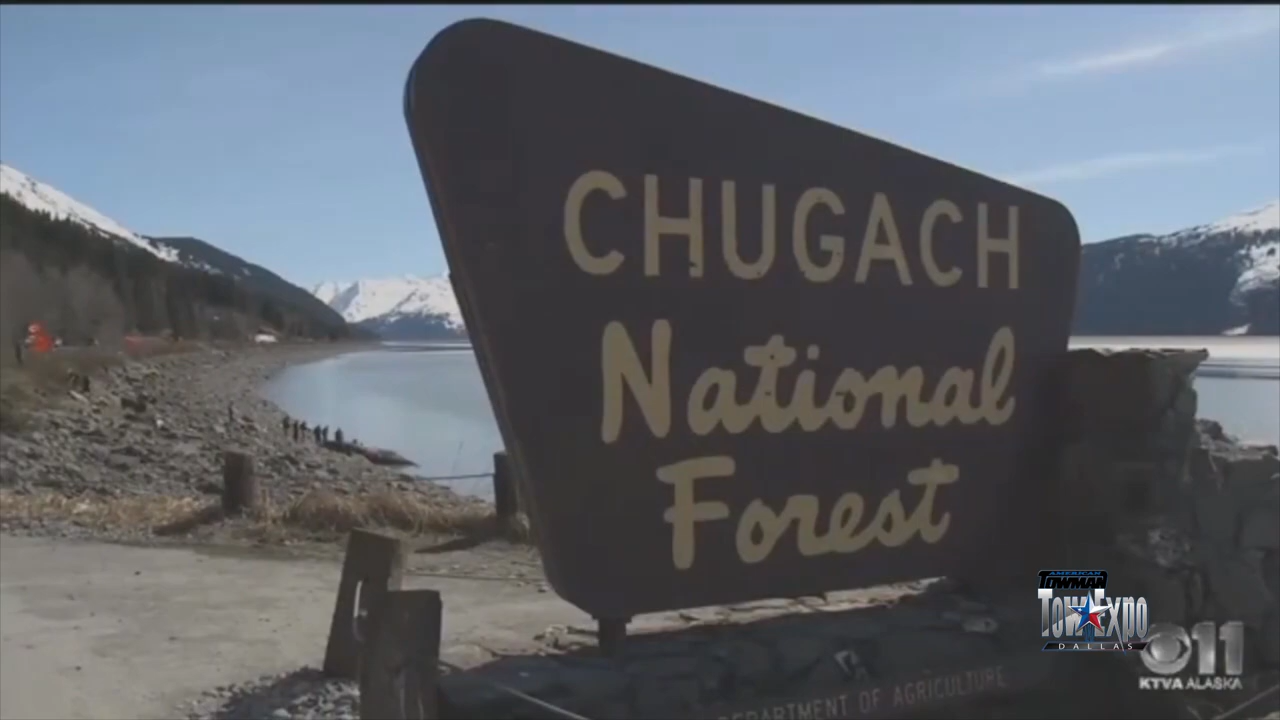 CHUGACH
National
Forest
DEPARTMENT OF AGRICULTURE
AMERICAN
TOWMAN
TowExpo
DALLAS
11
KTVA ALASKA